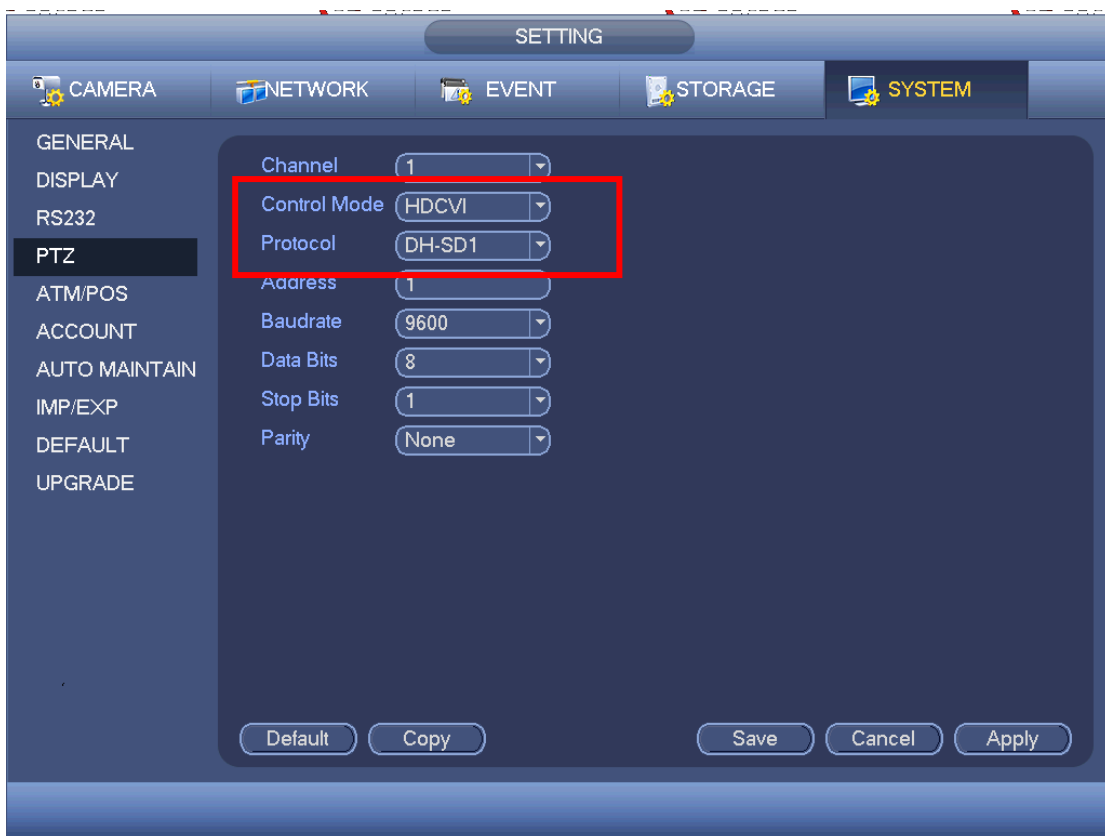 SETTING
CAMERA NETWORK EVENT STORAGE SYSTEM
GENERAL
DISPLAY
RS232
PTZ
ATM/POS
ACCOUNT
AUTO MAINTAIN
IMP/EXP
DEFAULT
UPGRADE
Channel 1
Control Mode HDCVI
Protocol DH-SD1
Address 1
Baudrate 9600
Data Bits 8
Stop Bits 1
Parity None
Default Copy Save Cancel Apply